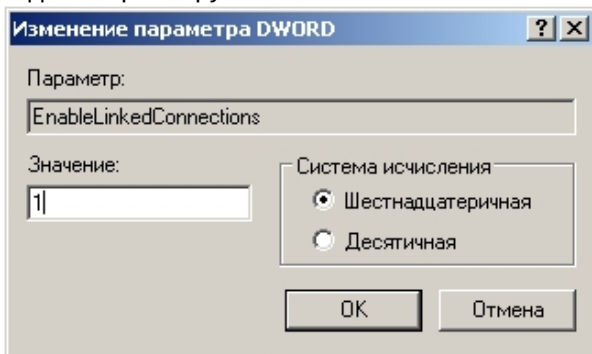 Изменение параметра DWORD
Параметр:
EnableLinkedConnections
Значение:
1
Система исчисления
Шестнадцатеричная
Десятичная
OK
Отмена